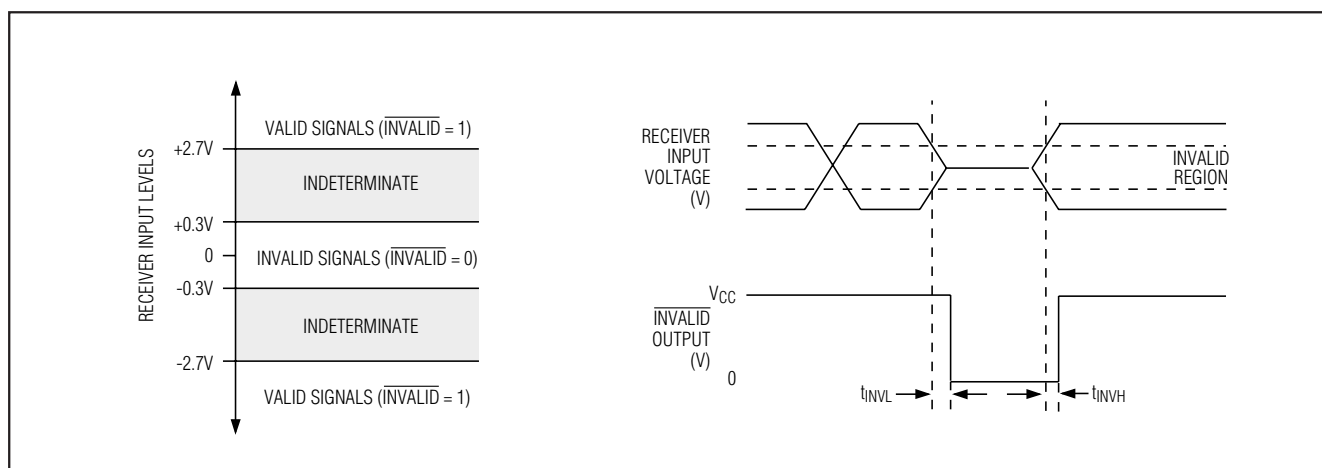 RECEIVER INPUT LEVELS
VALID SIGNALS (INVALID = 1)
+2.7V
INDETERMINATE
+0.3V
0
INVALID SIGNALS (INVALID = 0)
-0.3V
INDETERMINATE
-2.7V
VALID SIGNALS (INVALID = 1)
RECEIVER
INPUT
VOLTAGE
(V)
INVALID
REGION
VCC
INVALID
OUTPUT
(V)
0
tINVL
tINVH